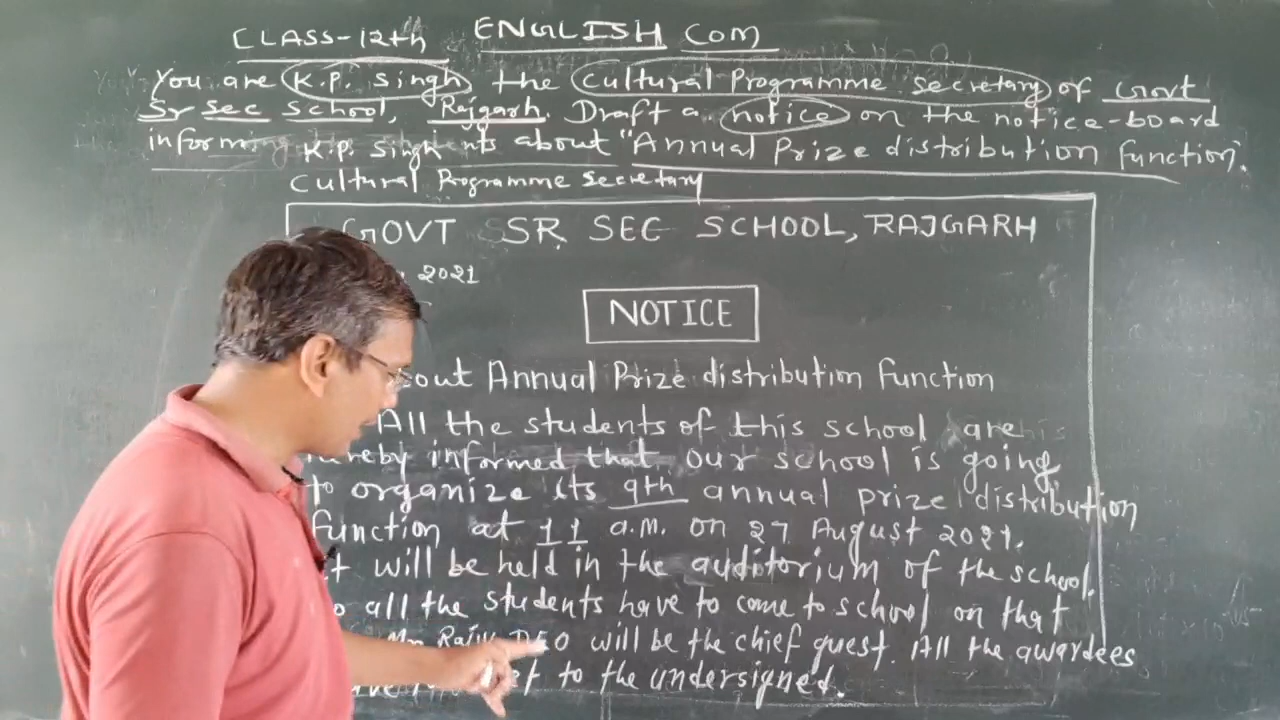 CLASS-12th ENGLISH COM
You are K.P. Singh the Cultural Programme Secretary of Govt
Sr Sec School, Rajgarh. Draft a notice on the notice-board
informing about "Annual Prize distribution function".
K.P. Singh
Cultural Programme Secretary
GOVT SR SEC SCHOOL, RAJGARH
2021
NOTICE
out Annual Prize distribution function
All the students of this school are
hereby informed that our school is going
to organize its 9th annual prize distribution
function at 11 a.m. on 27 August 2021.
t will be held in the auditorium of the school.
o all the students have to come to school on that
Mr Rajiv DEO will be the chief guest. All the awardees
to the undersigned.